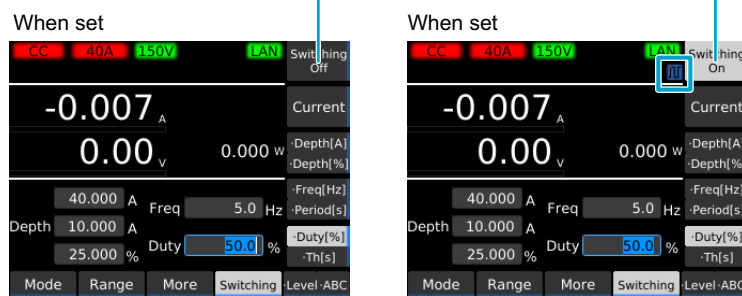 When set
CC 40A 150V LAN Switching
Off
-0.007 A Current
0.00 V 0.000 W ·Depth[A]
·Depth[%]
40.000 A ·Freq[Hz]
Freq 5.0 Hz ·Period[s]
Depth 10.000 A
Duty 50.0 % ·Duty[%]
25.000 % ·Th[s]
Mode Range More Switching ·Level·ABC
When set
CC 40A 150V LAN Switching
On
-0.007 A Current
0.00 V 0.000 W ·Depth[A]
·Depth[%]
40.000 A ·Freq[Hz]
Freq 5.0 Hz ·Period[s]
Depth 10.000 A
Duty 50.0 % ·Duty[%]
25.000 % ·Th[s]
Mode Range More Switching ·Level·ABC